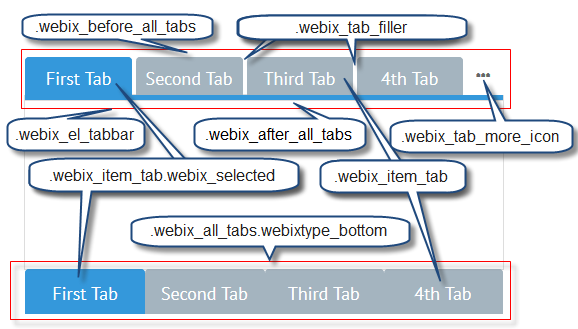 .webix_before_all_tabs
.webix_tab_filler
First Tab
Second Tab
Third Tab
4th Tab
.webix_el_tabbar
.webix_after_all_tabs
.webix_tab_more_icon
.webix_item_tab.webix_selected
.webix_item_tab
.webix_all_tabs.webixtype_bottom
First Tab
Second Tab
Third Tab
4th Tab